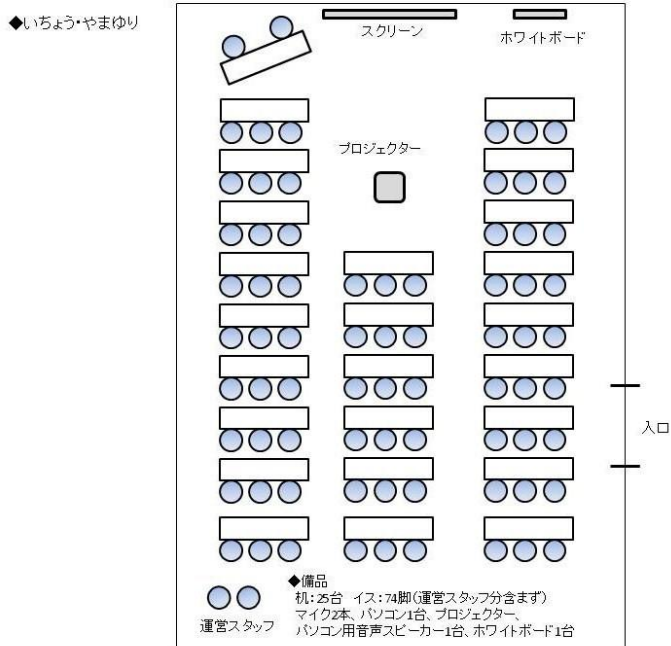 ◆いちょう・やまゆり
スクリーン
ホワイトボード
プロジェクター
入口
運営スタッフ
◆備品
机:25台 イス:74脚(運営スタッフ分含まず)
マイク2本、パソコン1台、プロジェクター、
パソコン用音声スピーカー1台、ホワイトボード1台